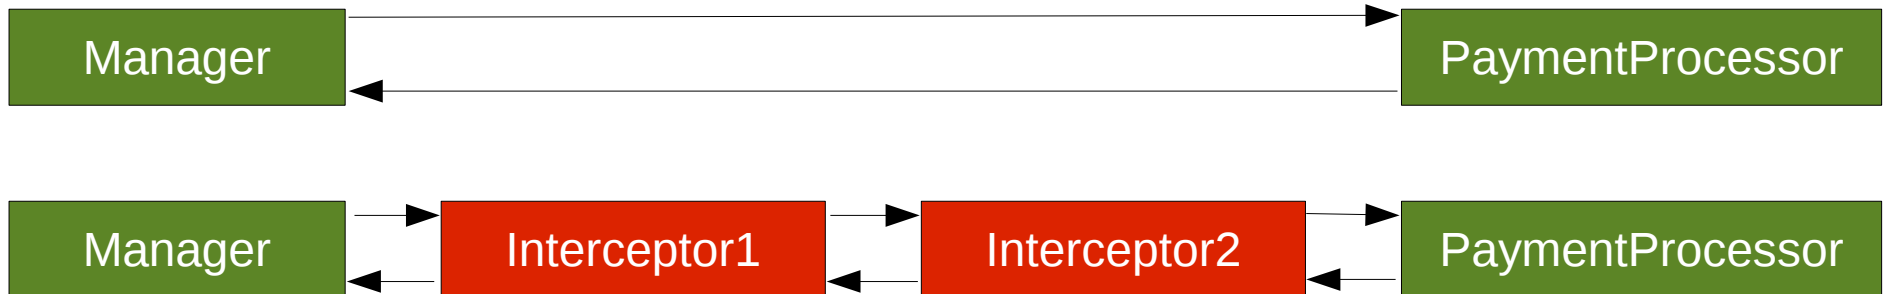 Manager PaymentProcessor
Manager Interceptor1 Interceptor2 PaymentProcessor